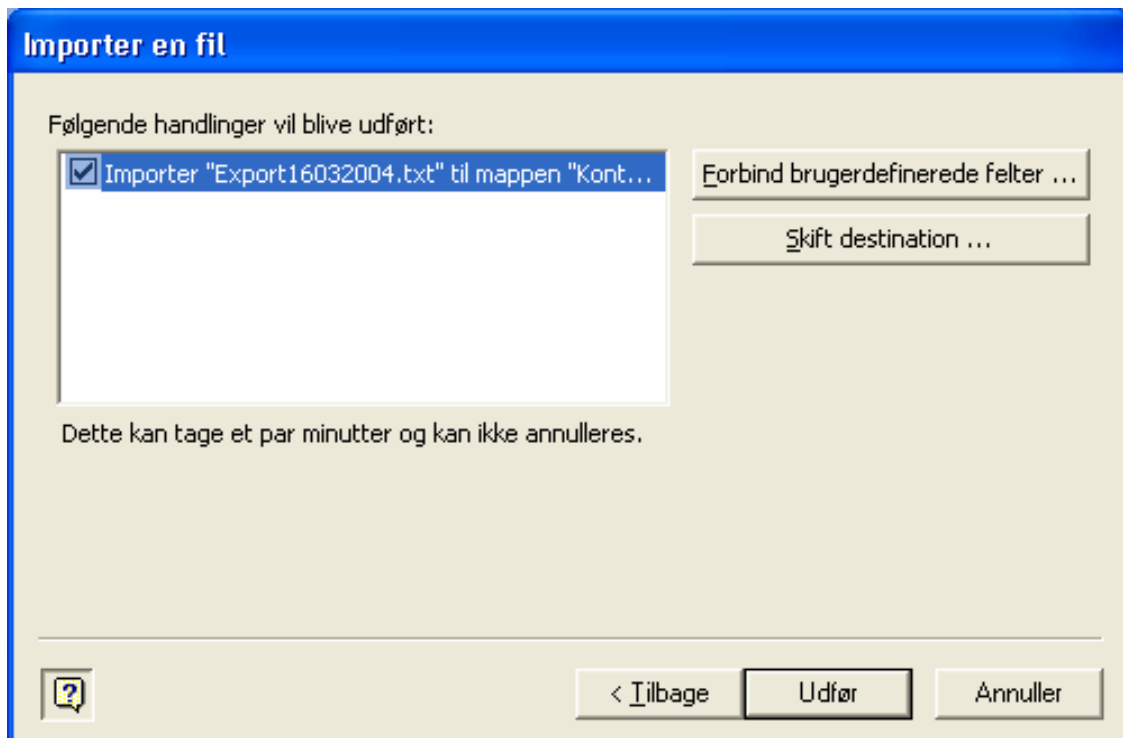 Importer en fil
Følgende handlinger vil blive udført:
Importer "Export16032004.txt" til mappen "Kont...
Forbind brugerdefinerede felter ...
Skift destination ...
Dette kan tage et par minutter og kan ikke annulleres.
< Tilbage
Udfør
Annuller